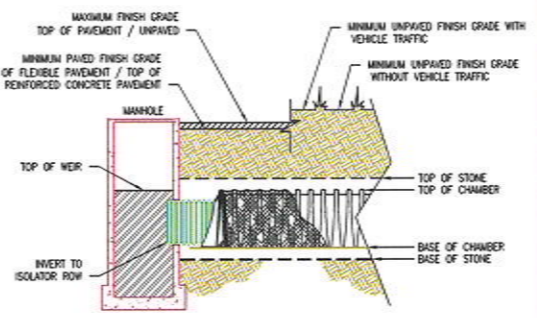 MAXIMUM FINISH GRADE
TOP OF PAVEMENT / UNPAVED
MINIMUM PAVED FINISH GRADE
OF FLEXIBLE PAVEMENT / TOP OF
REINFORCED CONCRETE PAVEMENT
MANHOLE
TOP OF WEIR
INVERT TO
ISOLATOR ROW
MINIMUM UNPAVED FINISH GRADE WITH
VEHICLE TRAFFIC
MINIMUM UNPAVED FINISH GRADE
WITHOUT VEHICLE TRAFFIC
TOP OF STONE
TOP OF CHAMBER
BASE OF CHAMBER
BASE OF STONE